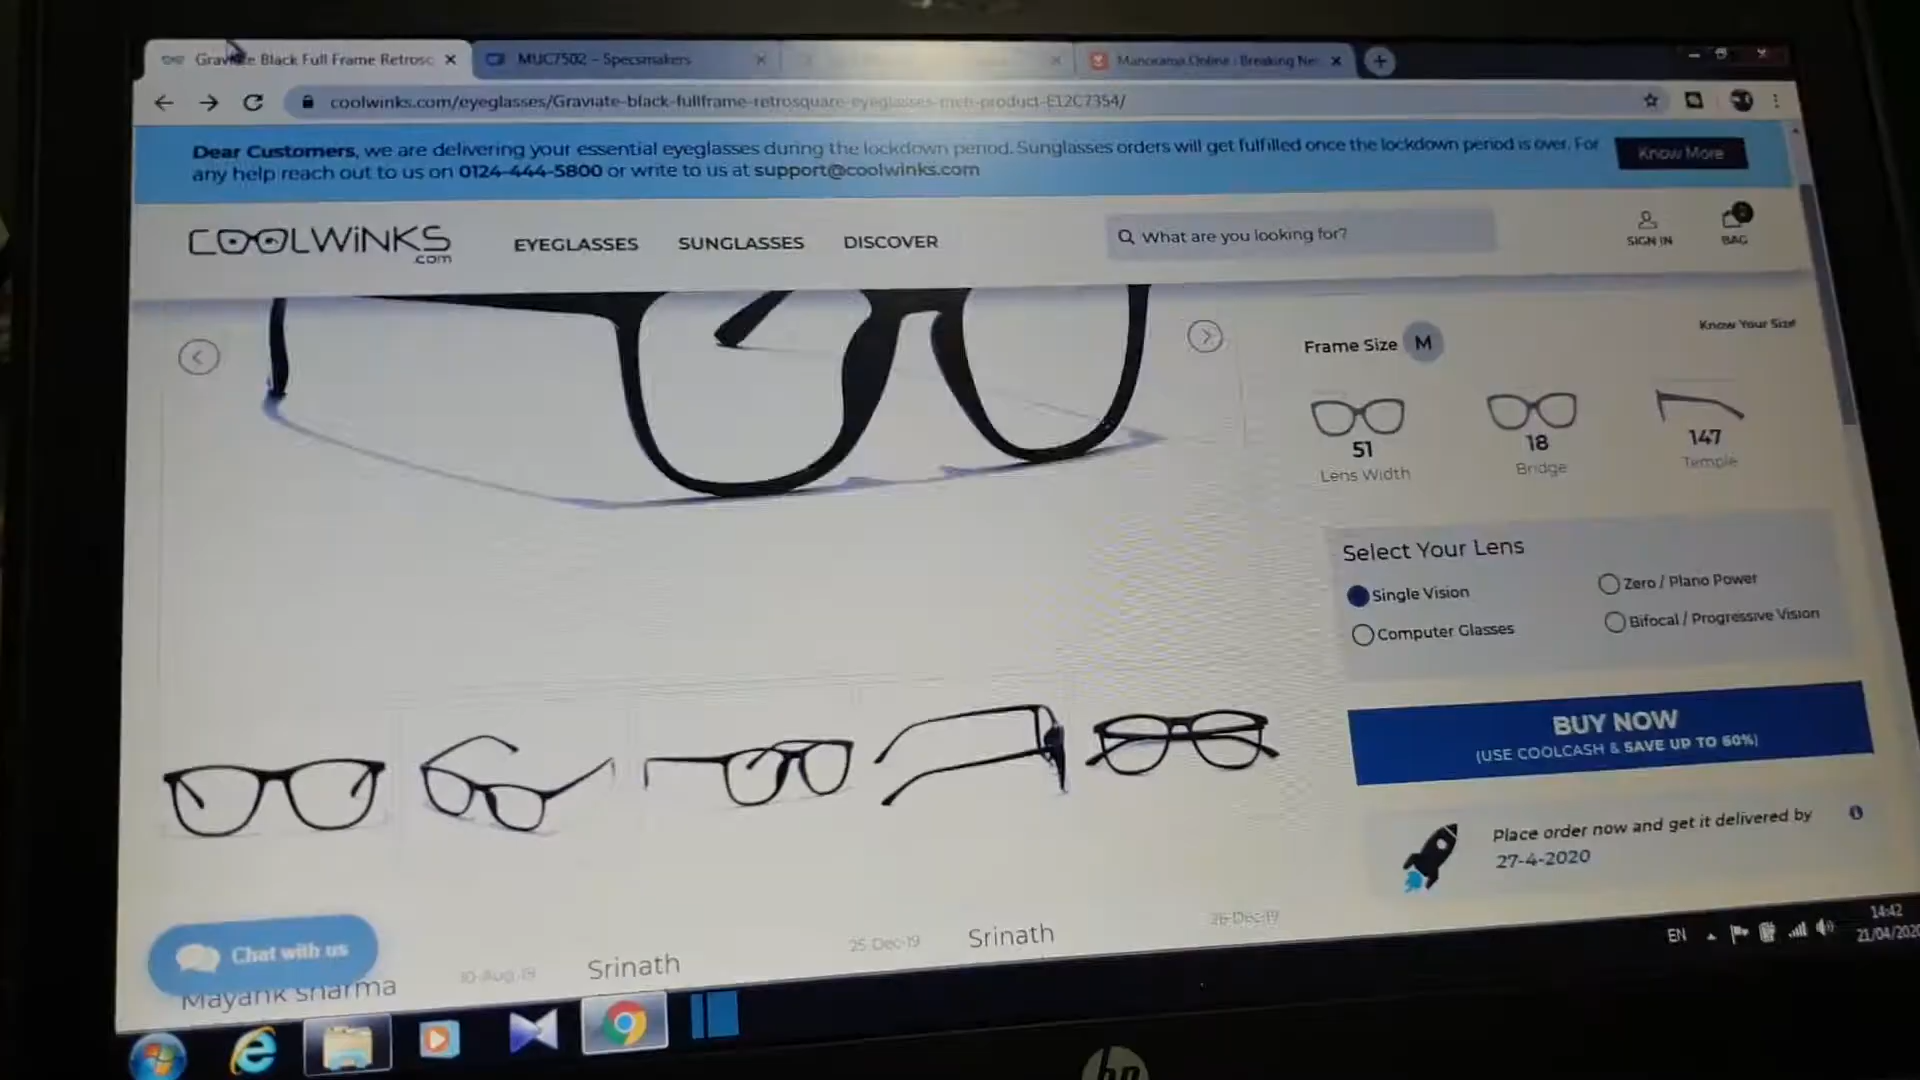 Graviate Black Full Frame Retrosc
MUC7502 - Specsmakers
Manorama Online : Breaking Ne
coolwinks.com/eyeglasses/Graviate-black-fullframe-retrosquare-eyeglasses-men-product-E12C7354/
Dear Customers, we are delivering your essential eyeglasses during the lockdown period. Sunglasses orders will get fulfilled once the lockdown period is over. For
any help reach out to us on 0124-444-5800 or write to us at support@coolwinks.com
Know More
COOLWiNKS
.com
EYEGLASSES
SUNGLASSES
DISCOVER
What are you looking for?
SIGN IN
BAG
Know Your Size
Frame Size M
51
Lens Width
18
Bridge
147
Temple
Select Your Lens
Single Vision
Zero / Plano Power
Computer Glasses
Bifocal / Progressive Vision
BUY NOW
(USE COOLCASH & SAVE UP TO 60%)
Place order now and get it delivered by
27-4-2020
Chat with us
Mayank sharma
10-Aug-19
Srinath
25-Dec-19
Srinath
26-Dec-19
EN
14:42
21/04/2020
hp